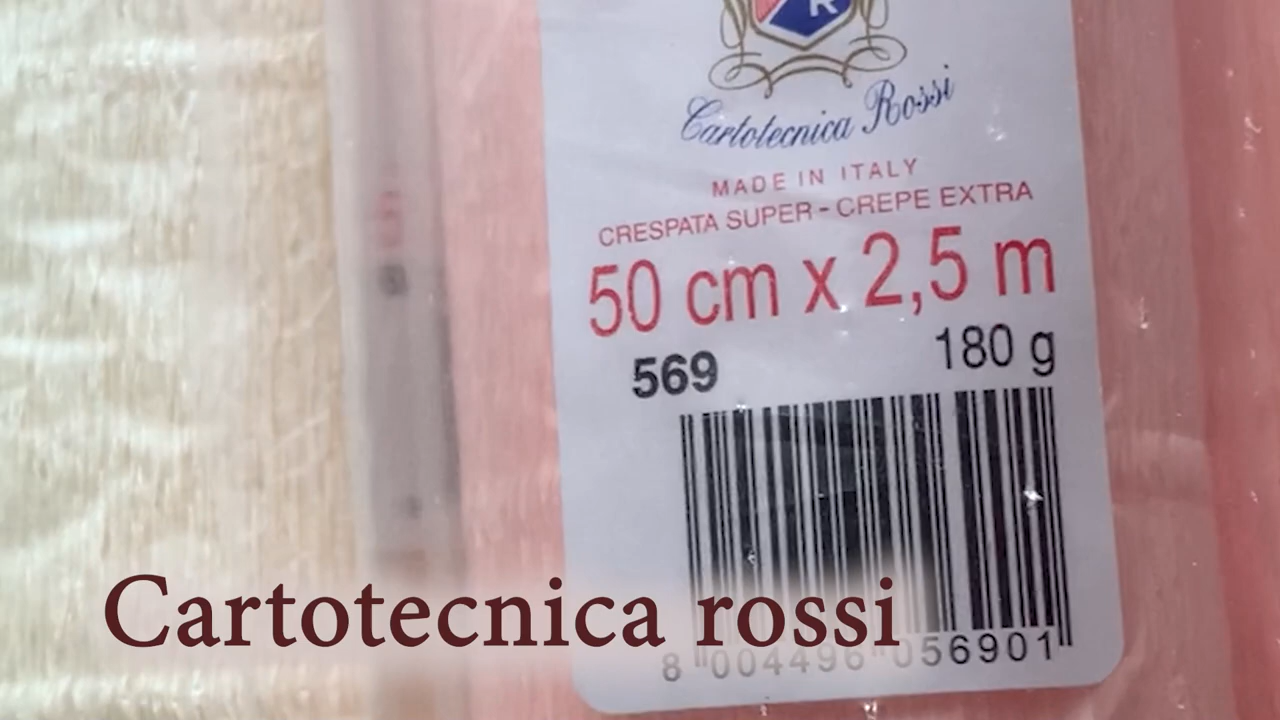 R
Cartotecnica Rossi
MADE IN ITALY
CRESPATA SUPER - CREPE EXTRA
50 cm x 2,5 m
569 180 g
Cartotecnica rossi
8 004496 056901